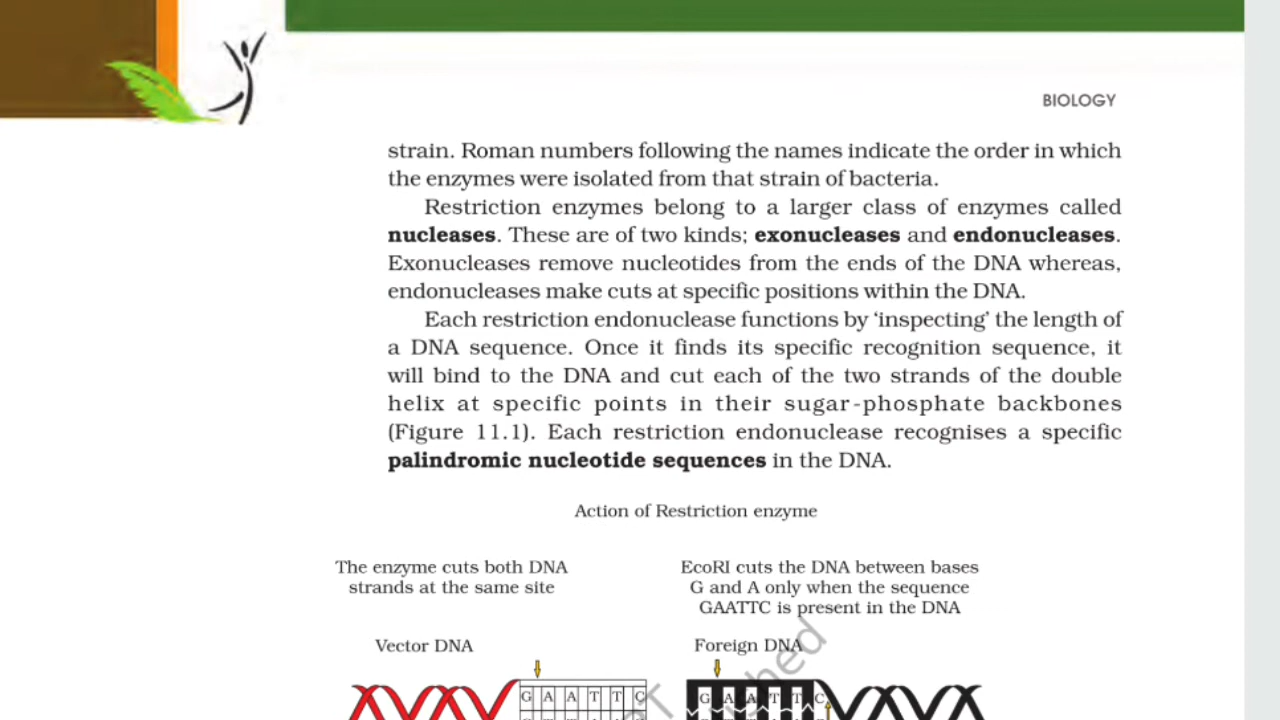 BIOLOGY
strain. Roman numbers following the names indicate the order in which
the enzymes were isolated from that strain of bacteria.
Restriction enzymes belong to a larger class of enzymes called
nucleases. These are of two kinds; exonucleases and endonucleases.
Exonucleases remove nucleotides from the ends of the DNA whereas,
endonucleases make cuts at specific positions within the DNA.
Each restriction endonuclease functions by ‘inspecting’ the length of
a DNA sequence. Once it finds its specific recognition sequence, it
will bind to the DNA and cut each of the two strands of the double
helix at specific points in their sugar-phosphate backbones
(Figure 11.1). Each restriction endonuclease recognises a specific
palindromic nucleotide sequences in the DNA.
Action of Restriction enzyme
The enzyme cuts both DNA
strands at the same site
EcoRI cuts the DNA between bases
G and A only when the sequence
GAATTC is present in the DNA
Vector DNA
Foreign DNA
G A A T T C
G A A T T C